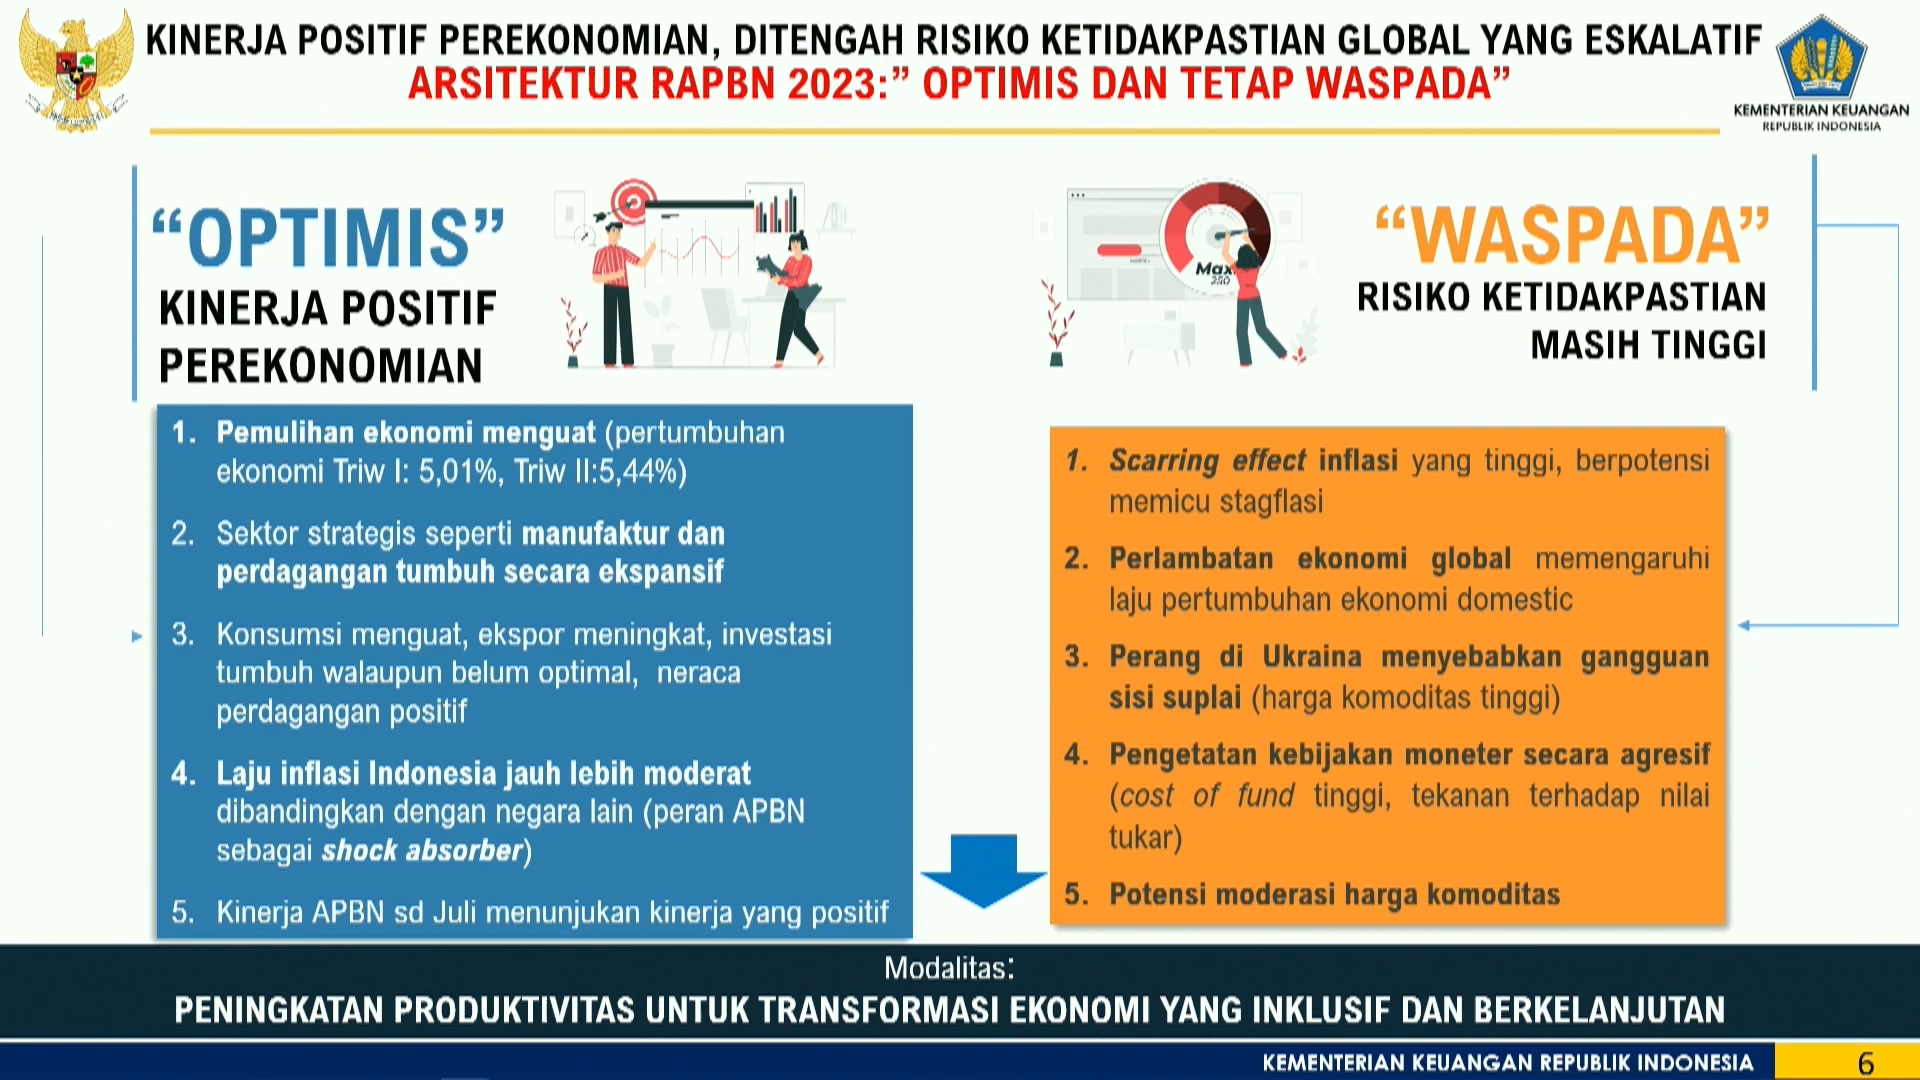 KINERJA POSITIF PEREKONOMIAN, DITENGAH RISIKO KETIDAKPASTIAN GLOBAL YANG ESKALATIF
ARSITEKTUR RAPBN 2023:” OPTIMIS DAN TETAP WASPADA”
KEMENTERIAN KEUANGAN
REPUBLIK INDONESIA
“OPTIMIS”
KINERJA POSITIF
PEREKONOMIAN
1. Pemulihan ekonomi menguat (pertumbuhan
ekonomi Triw I: 5,01%, Triw II:5,44%)
2. Sektor strategis seperti manufaktur dan
perdagangan tumbuh secara ekspansif
3. Konsumsi menguat, ekspor meningkat, investasi
tumbuh walaupun belum optimal, neraca
perdagangan positif
4. Laju inflasi Indonesia jauh lebih moderat
dibandingkan dengan negara lain (peran APBN
sebagai shock absorber)
5. Kinerja APBN sd Juli menunjukan kinerja yang positif
Max
250
“WASPADA”
RISIKO KETIDAKPASTIAN
MASIH TINGGI
1. Scarring effect inflasi yang tinggi, berpotensi
memicu stagflasi
2. Perlambatan ekonomi global memengaruhi
laju pertumbuhan ekonomi domestic
3. Perang di Ukraina menyebabkan gangguan
sisi suplai (harga komoditas tinggi)
4. Pengetatan kebijakan moneter secara agresif
(cost of fund tinggi, tekanan terhadap nilai
tukar)
5. Potensi moderasi harga komoditas
Modalitas:
PENINGKATAN PRODUKTIVITAS UNTUK TRANSFORMASI EKONOMI YANG INKLUSIF DAN BERKELANJUTAN
KEMENTERIAN KEUANGAN REPUBLIK INDONESIA
6